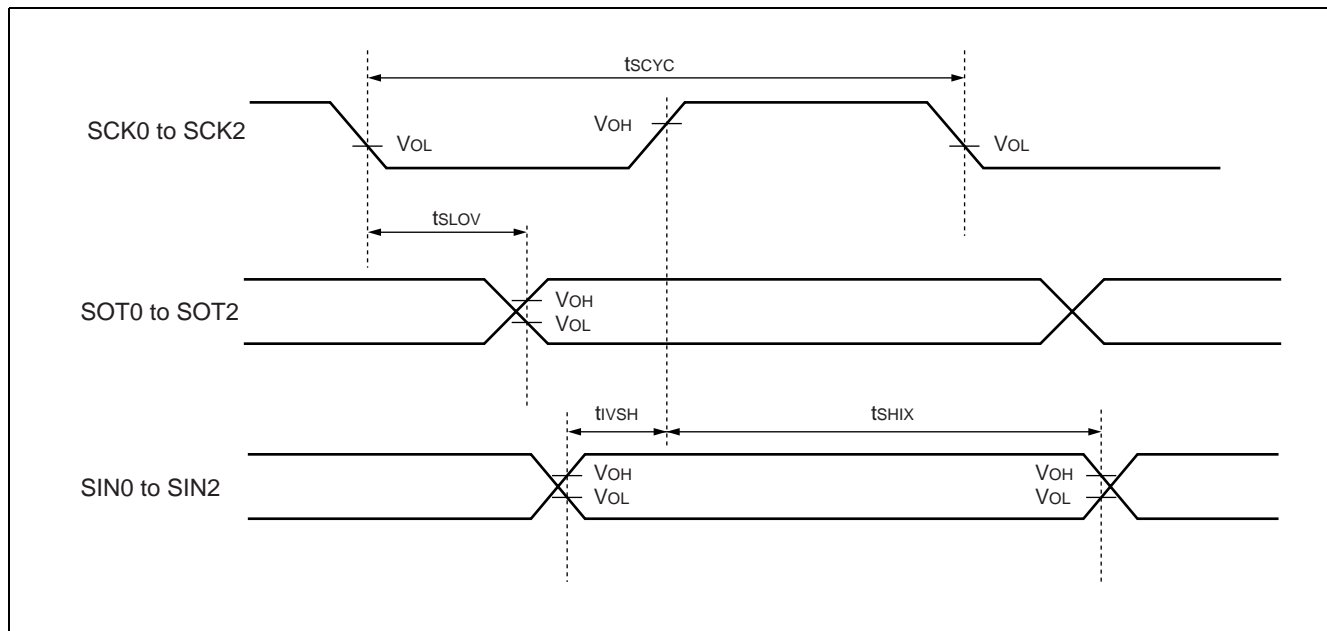 tSCYC
SCK0 to SCK2
VOL
VOH
VOL
tSLOV
SOT0 to SOT2
VOH
VOL
tIVSH
tSHIX
SIN0 to SIN2
VOH
VOL
VOH
VOL